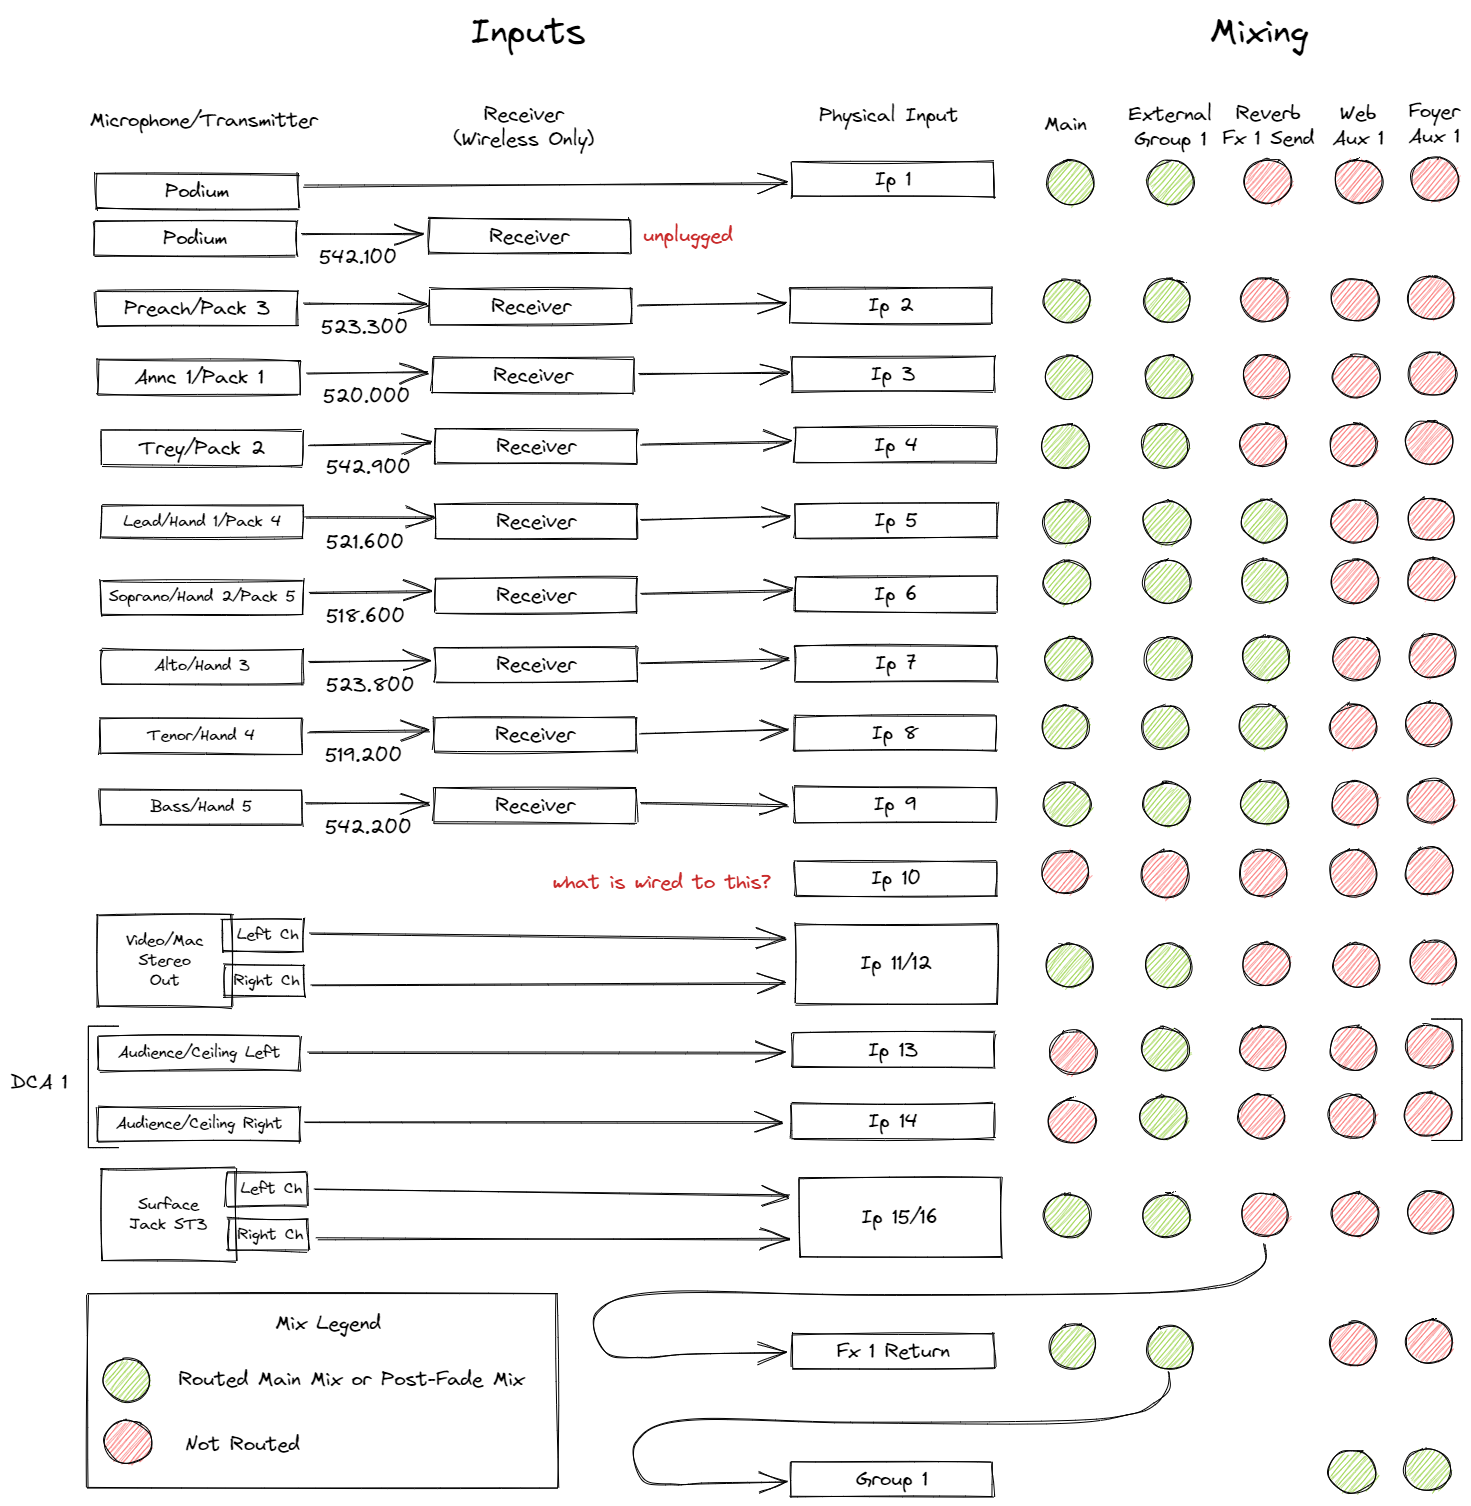 Inputs
Mixing
Microphone/Transmitter
Receiver
(Wireless Only)
Physical Input
Main
External
Group 1
Reverb
Fx 1 Send
Web
Aux 1
Foyer
Aux 1
Podium
Ip 1
Podium
542.100
Receiver
unplugged
Preach/Pack 3
523.300
Receiver
Ip 2
Annc 1/Pack 1
520.000
Receiver
Ip 3
Trey/Pack 2
542.900
Receiver
Ip 4
Lead/Hand 1/Pack 4
521.600
Receiver
Ip 5
Soprano/Hand 2/Pack 5
518.600
Receiver
Ip 6
Alto/Hand 3
523.800
Receiver
Ip 7
Tenor/Hand 4
519.200
Receiver
Ip 8
Bass/Hand 5
542.200
Receiver
Ip 9
what is wired to this?
Ip 10
Video/Mac
Stereo
Out
Left Ch
Right Ch
Ip 11/12
DCA 1
Audience/Ceiling Left
Ip 13
Audience/Ceiling Right
Ip 14
Surface
Jack ST3
Left Ch
Right Ch
Ip 15/16
Mix Legend
Routed Main Mix or Post-Fade Mix
Not Routed
Fx 1 Return
Group 1